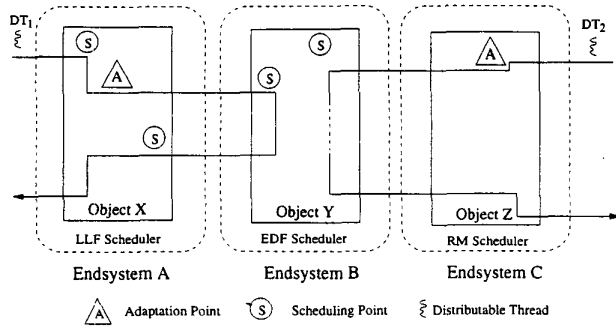 DT1
DT2
S
S
A
A
S
S
Object X
Object Y
Object Z
LLF Scheduler
EDF Scheduler
RM Scheduler
Endsystem A
Endsystem B
Endsystem C
A Adaptation Point
S Scheduling Point
Distributable Thread